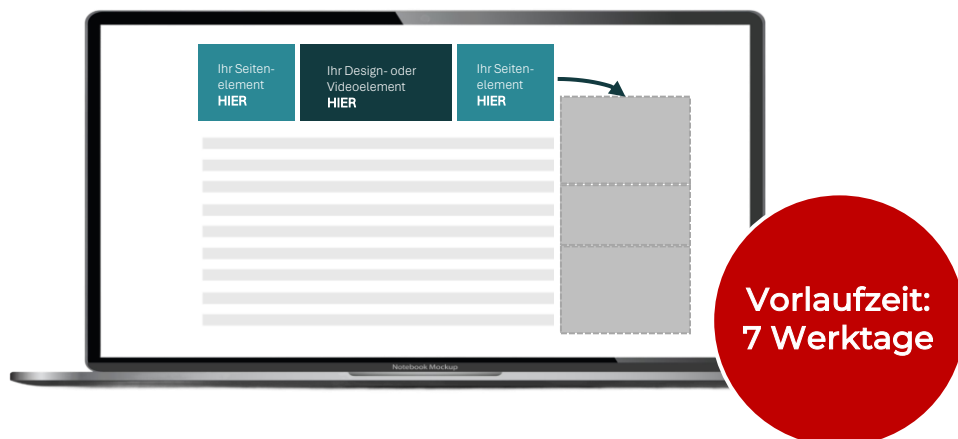 Ihr Seiten-
element
HIER
Ihr Design- oder
Videoelement
HIER
Ihr Seiten-
element
HIER
Vorlaufzeit:
7 Werktage
Notebook Mockup